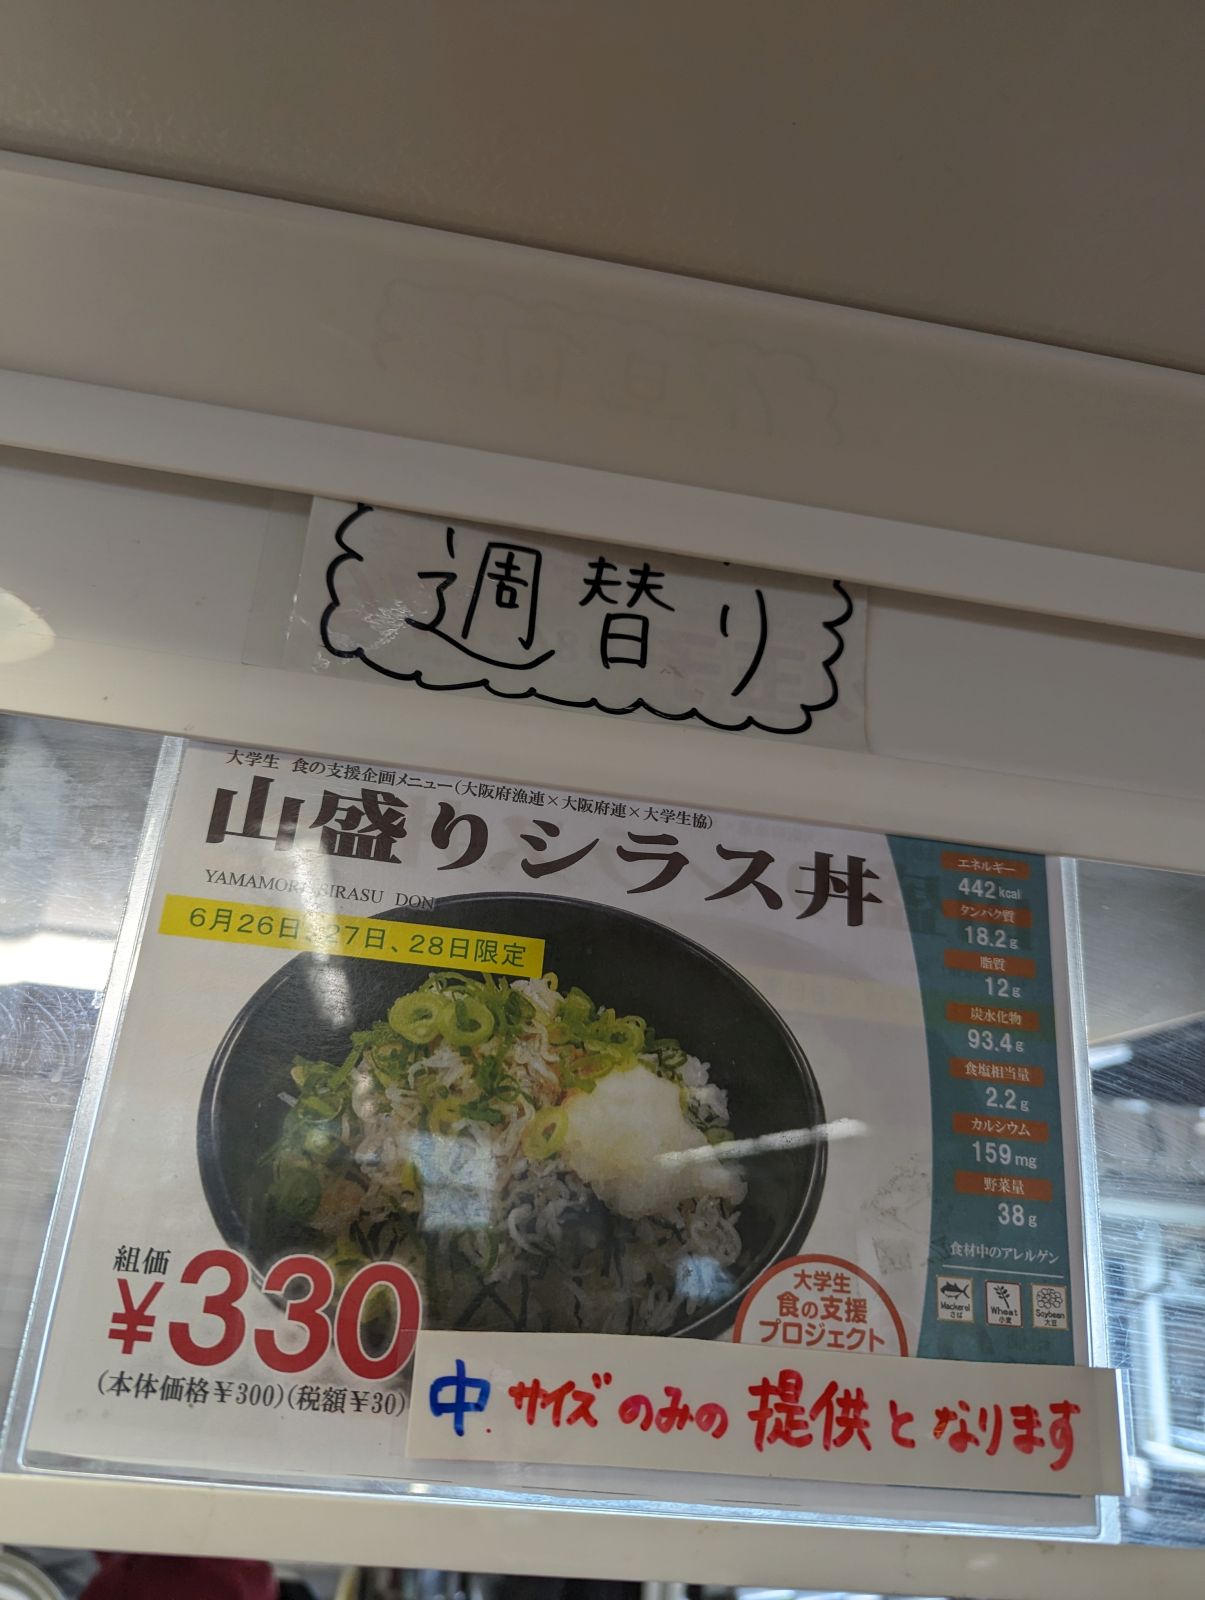 週替り
大学生 食の支援企画メニュー(大阪府漁連×大阪府連×大学生協)
山盛りシラス丼
YAMAMORI SIRASU DON
6月26日、27日、28日限定
エネルギー
442kcal
タンパク質
18.2g
脂質
12g
炭水化物
93.4g
食塩相当量
2.2g
カルシウム
159mg
野菜量
38g
食材中のアレルゲン
Mackerel
さば
Wheat
小麦
Soybean
大豆
組価
¥330
(本体価格¥300)(税額¥30)
大学生
食の支援
プロジェクト
中サイズのみの提供となります